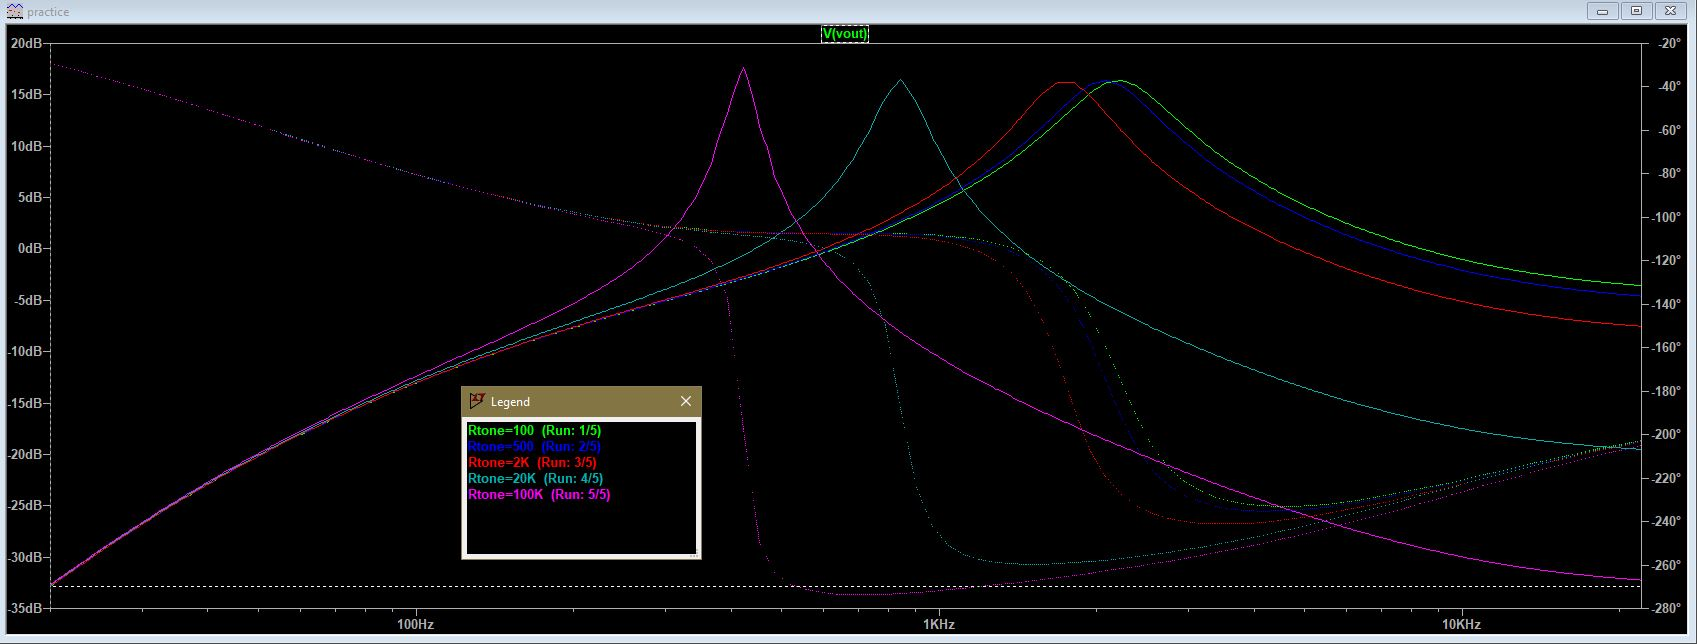 practice
V(vout)
20dB
15dB
10dB
5dB
0dB
-5dB
-10dB
-15dB
-20dB
-25dB
-30dB
-35dB
-20°
-40°
-60°
-80°
-100°
-120°
-140°
-160°
-180°
-200°
-220°
-240°
-260°
-280°
Legend
Rtone=100 (Run: 1/5)
Rtone=500 (Run: 2/5)
Rtone=2K (Run: 3/5)
Rtone=20K (Run: 4/5)
Rtone=100K (Run: 5/5)
100Hz
1KHz
10KHz